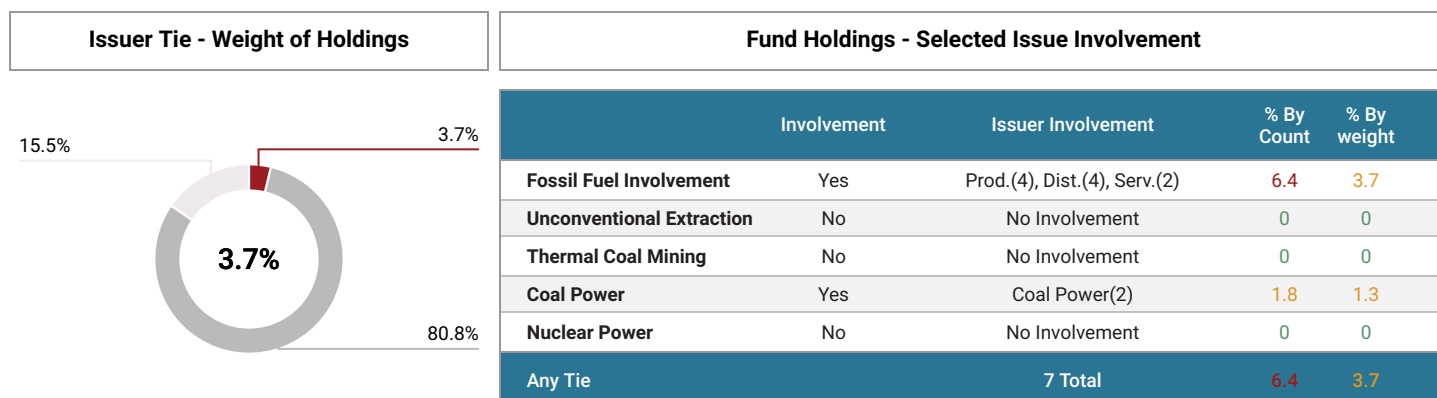 Issuer Tie - Weight of Holdings
15.5%
3.7%
3.7%
80.8%
Fund Holdings - Selected Issue Involvement
Involvement Issuer Involvement % By Count % By weight
Fossil Fuel Involvement Yes Prod.(4), Dist.(4), Serv.(2) 6.4 3.7
Unconventional Extraction No No Involvement 0 0
Thermal Coal Mining No No Involvement 0 0
Coal Power Yes Coal Power(2) 1.8 1.3
Nuclear Power No No Involvement 0 0
Any Tie 7 Total 6.4 3.7